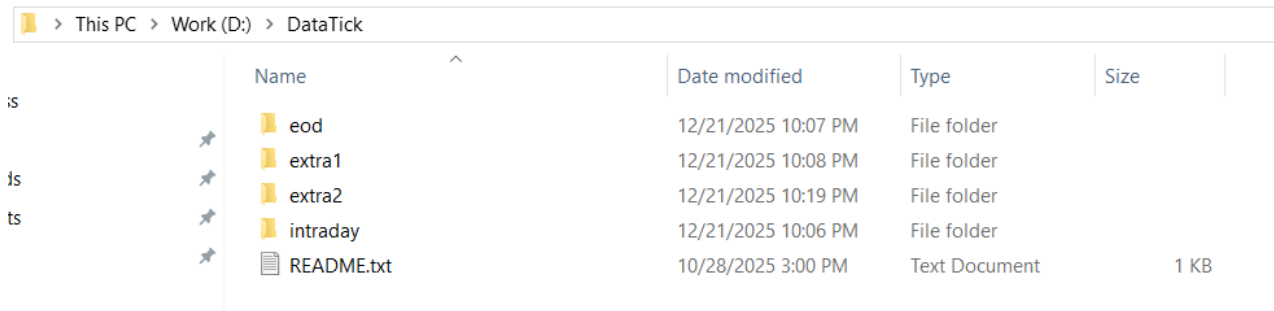 This PC > Work (D:) > DataTick
Name Date modified Type Size
eod 12/21/2025 10:07 PM File folder
extra1 12/21/2025 10:08 PM File folder
ds extra2 12/21/2025 10:19 PM File folder
ts intraday 12/21/2025 10:06 PM File folder
README.txt 10/28/2025 3:00 PM Text Document 1 KB